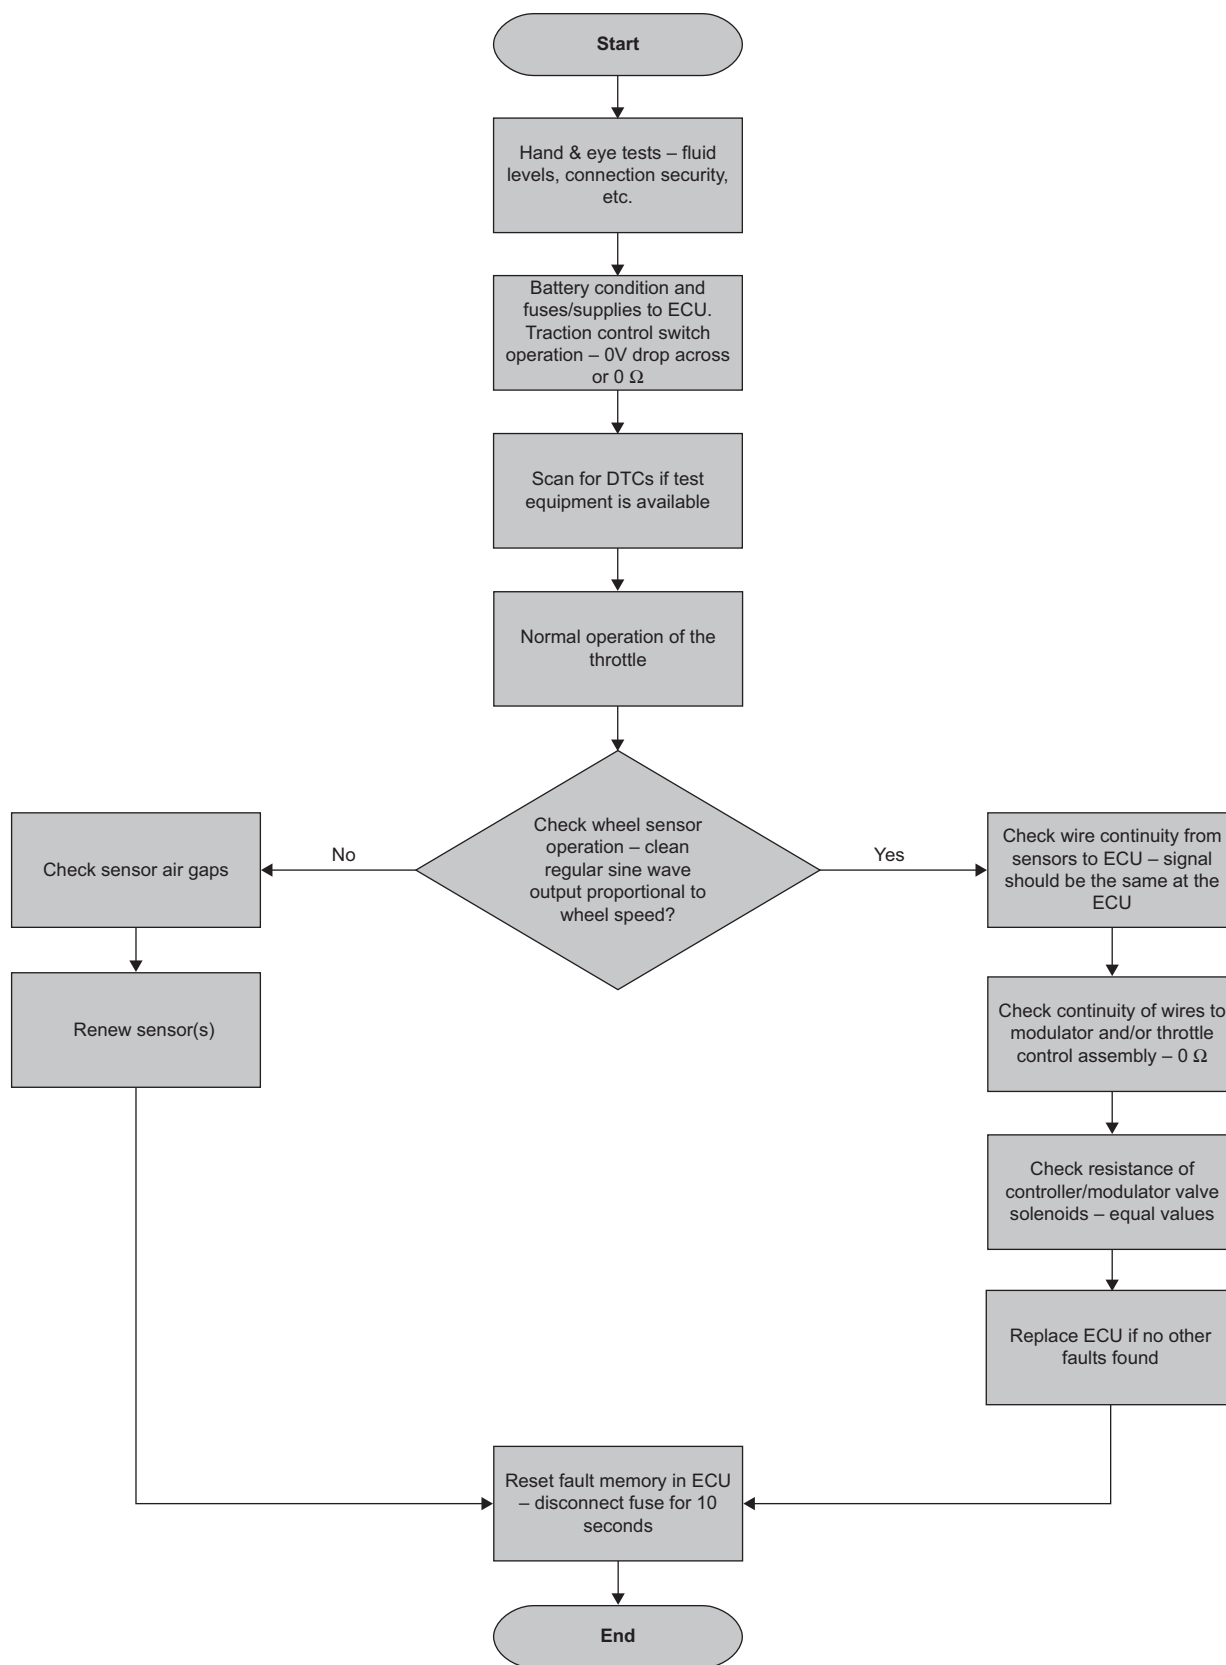 Start
Hand & eye tests – fluid
levels, connection security,
etc.
Battery condition and
fuses/supplies to ECU.
Traction control switch
operation – 0V drop across
or 0 Ω
Scan for DTCs if test
equipment is available
Normal operation of the
throttle
Check wheel sensor
operation – clean
regular sine wave
output proportional to
wheel speed?
No
Yes
Check sensor air gaps
Renew sensor(s)
Check wire continuity from
sensors to ECU – signal
should be the same at the
ECU
Check continuity of wires to
modulator and/or throttle
control assembly – 0 Ω
Check resistance of
controller/modulator valve
solenoids – equal values
Replace ECU if no other
faults found
Reset fault memory in ECU
– disconnect fuse for 10
seconds
End